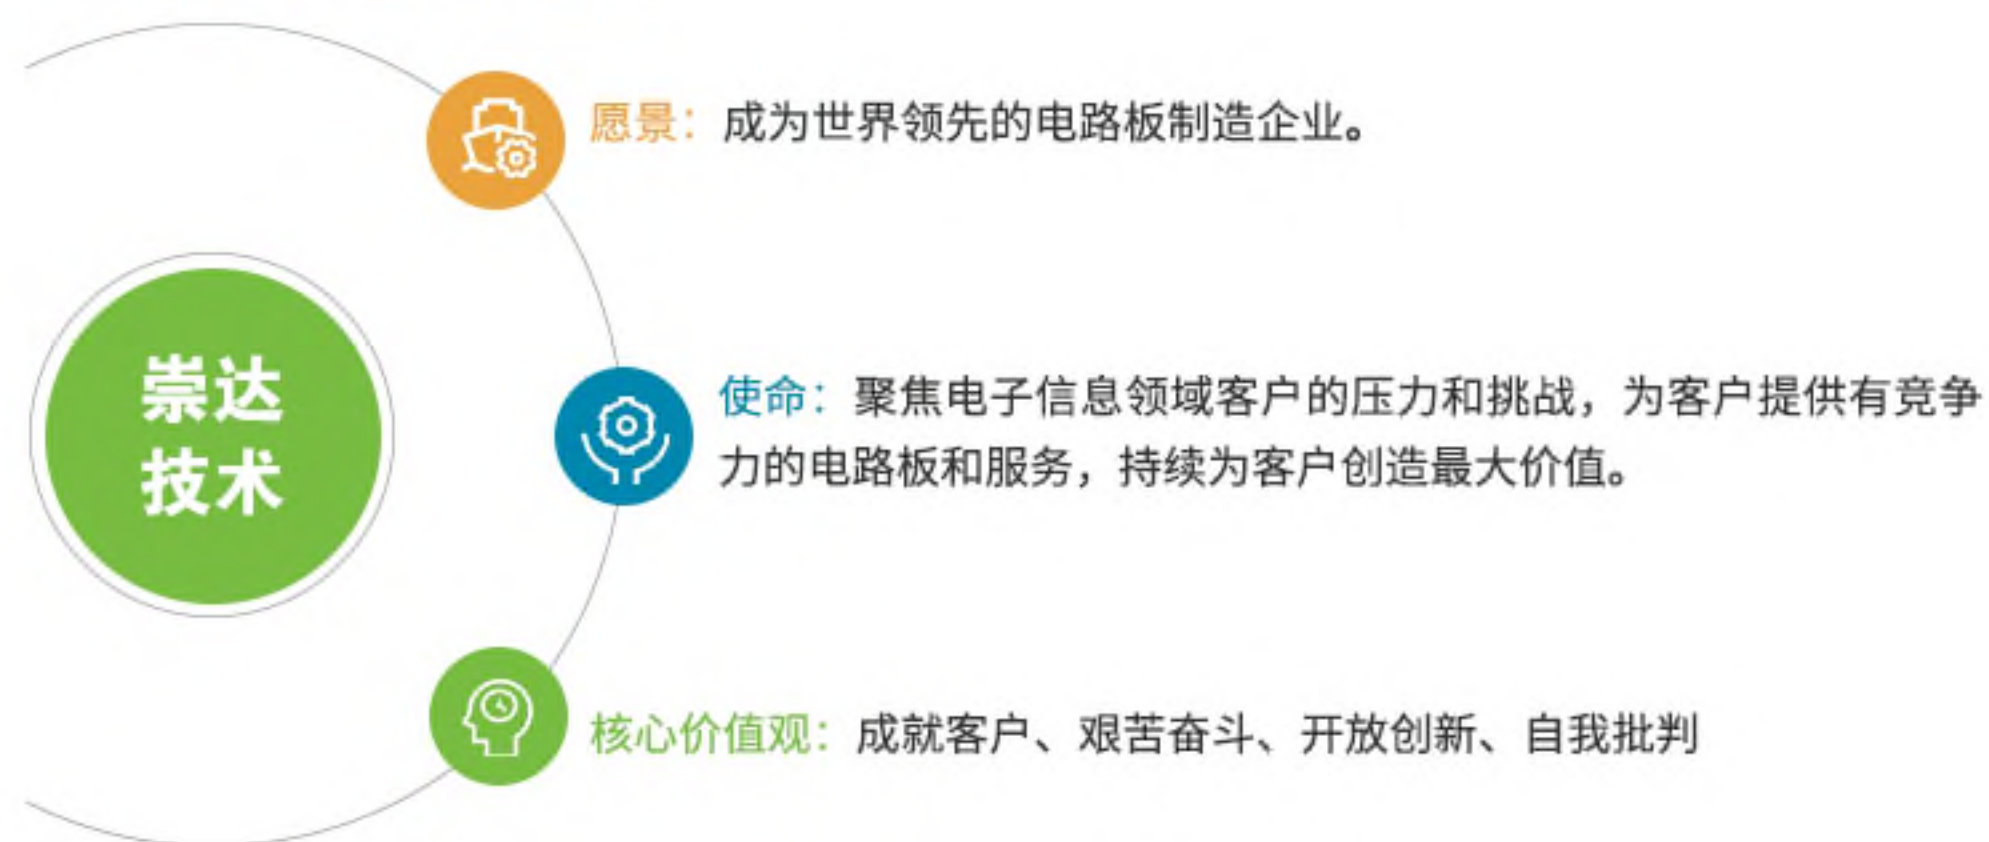 崇达
技术
愿景：成为世界领先的电路板制造企业。
使命：聚焦电子信息领域客户的压力和挑战，为客户提供有竞争
力的电路板和服务，持续为客户创造最大价值。
核心价值观：成就客户、艰苦奋斗、开放创新、自我批判